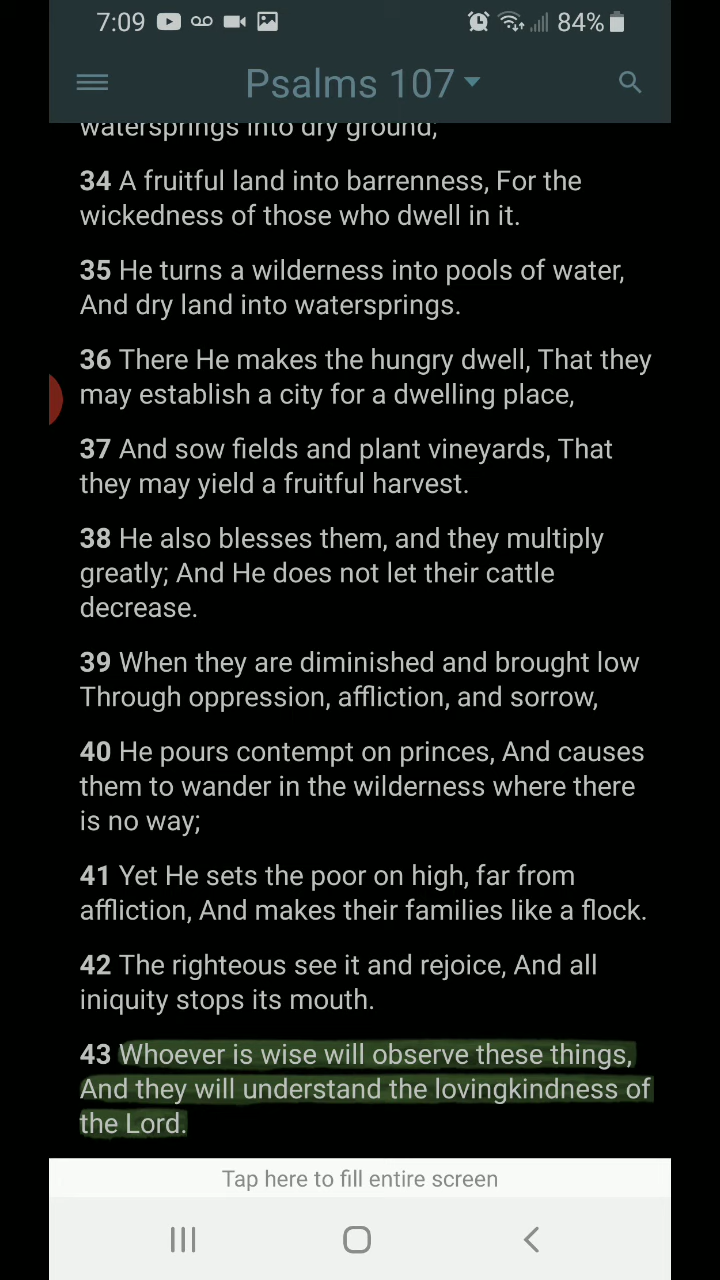 7:09 84%
Psalms 107
watersprings into dry ground;
34 A fruitful land into barrenness, For the
wickedness of those who dwell in it.
35 He turns a wilderness into pools of water,
And dry land into watersprings.
36 There He makes the hungry dwell, That they
may establish a city for a dwelling place,
37 And sow fields and plant vineyards, That
they may yield a fruitful harvest.
38 He also blesses them, and they multiply
greatly; And He does not let their cattle
decrease.
39 When they are diminished and brought low
Through oppression, affliction, and sorrow,
40 He pours contempt on princes, And causes
them to wander in the wilderness where there
is no way;
41 Yet He sets the poor on high, far from
affliction, And makes their families like a flock.
42 The righteous see it and rejoice, And all
iniquity stops its mouth.
43 Whoever is wise will observe these things,
And they will understand the lovingkindness of
the Lord.
Tap here to fill entire screen